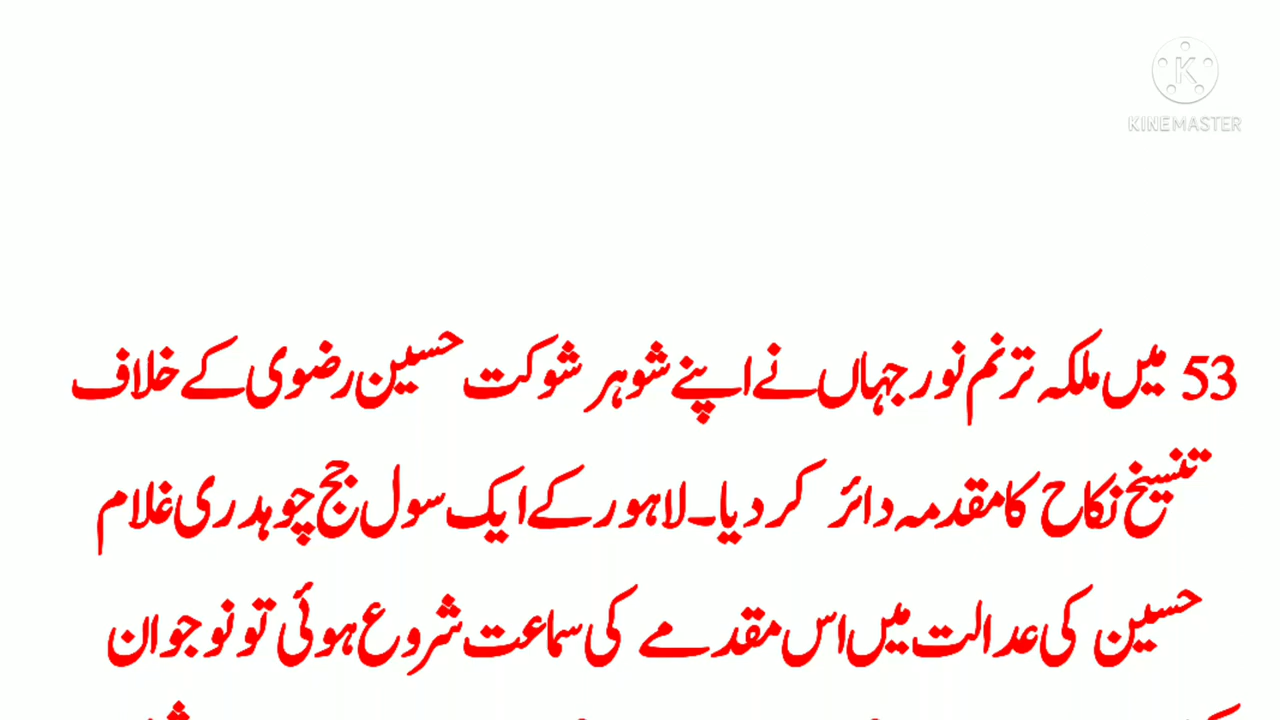 KINEMASTER
53 میں ملکہ ترنم نور جہاں نے اپنے شوہر شوکت حسین رضوی کے خلاف
تنسیخ نکاح کا مقدمہ دائر کر دیا۔ لاہور کے ایک سول جج چوہدری غلام
حسین کی عدالت میں اس مقدمے کی سماعت شروع ہوئی تو نوجوان